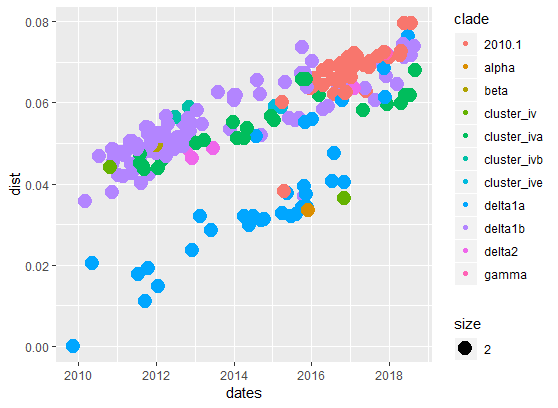 0.08
0.06
0.04
0.02
0.00
dist
2010
2012
2014
2016
2018
dates
clade
2010.1
alpha
beta
cluster_iv
cluster_iva
cluster_ivb
cluster_ive
delta1a
delta1b
delta2
gamma
size
2